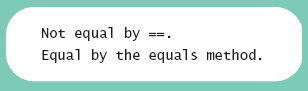 Not equal by ==.
Equal by the equals method.